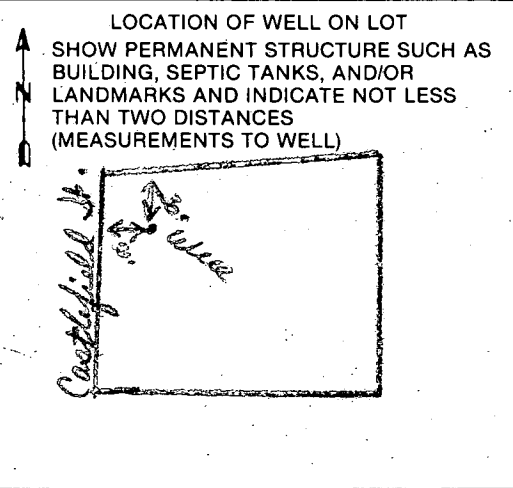 LOCATION OF WELL ON LOT
SHOW PERMANENT STRUCTURE SUCH AS
BUILDING, SEPTIC TANKS, AND/OR
N LANDMARKS AND INDICATE NOT LESS
THAN TWO DISTANCES
(MEASUREMENTS TO WELL)
Castlefield St.